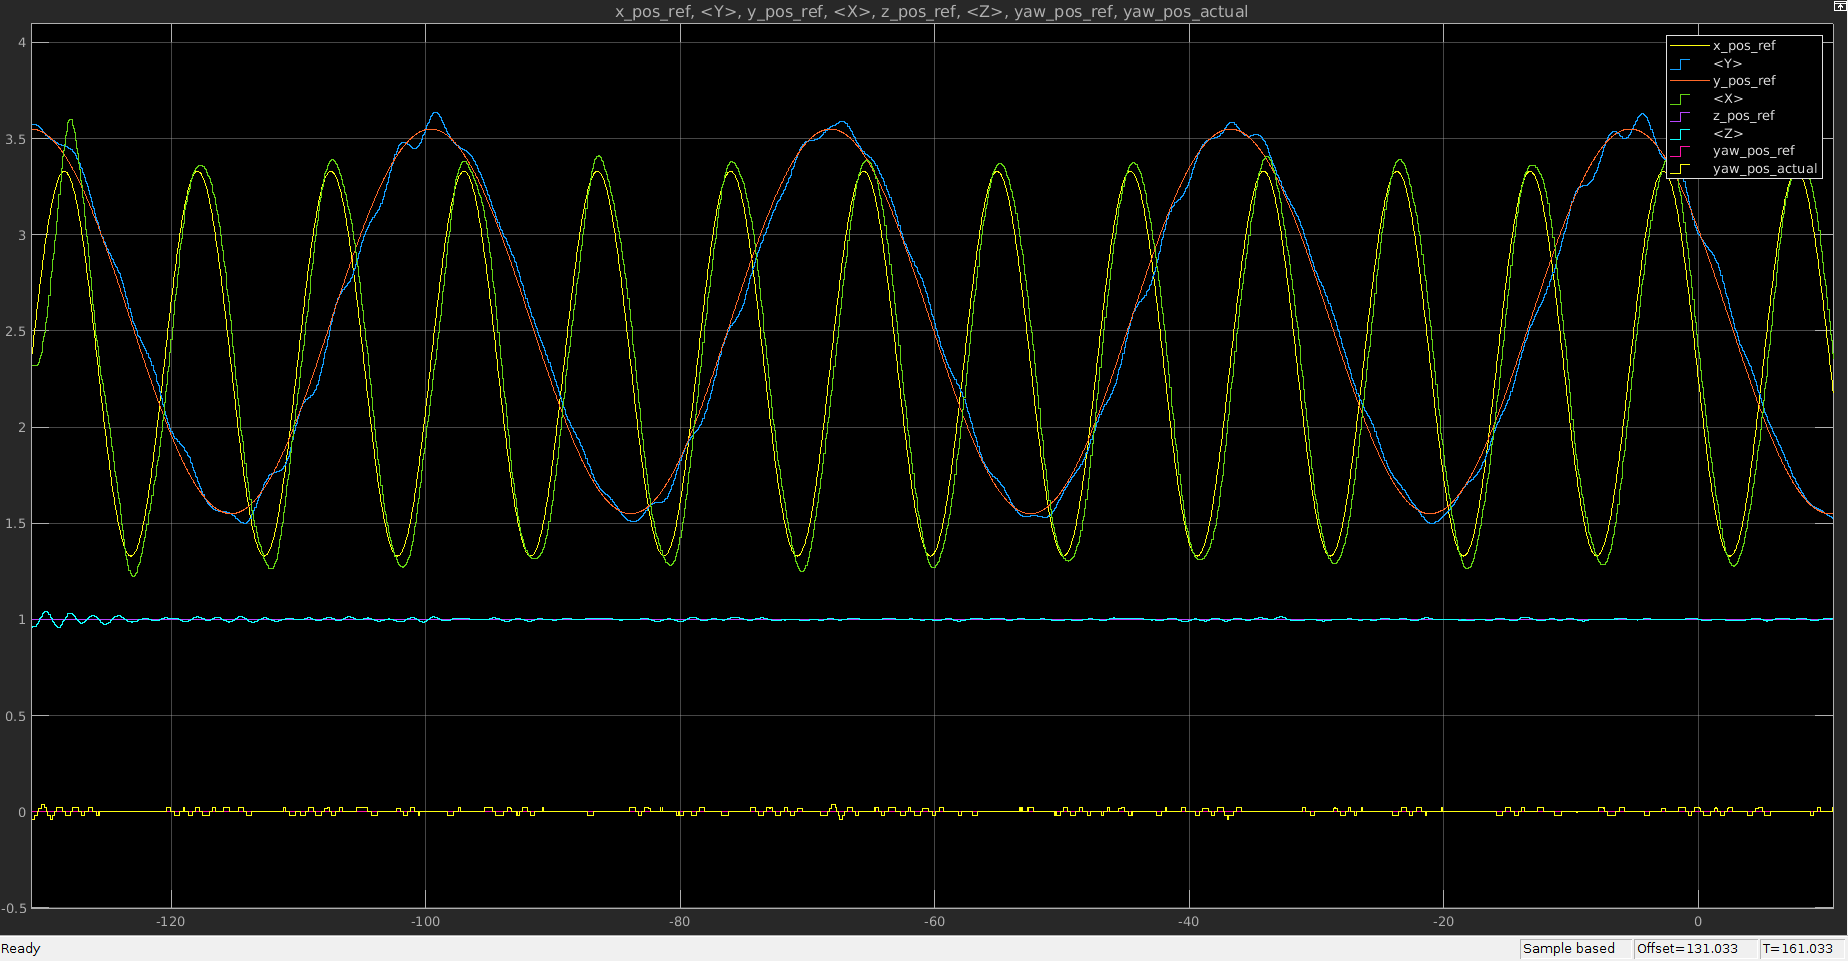 x_pos_ref, <Y>, y_pos_ref, <X>, z_pos_ref, <Z>, yaw_pos_ref, yaw_pos_actual
x_pos_ref
<Y>
y_pos_ref
<X>
z_pos_ref
<Z>
yaw_pos_ref
yaw_pos_actual
4
3.5
3
2.5
2
1.5
1
0.5
0
-0.5
-120 -100 -80 -60 -40 -20 0
Ready Sample based Offset=131.033 T=161.033